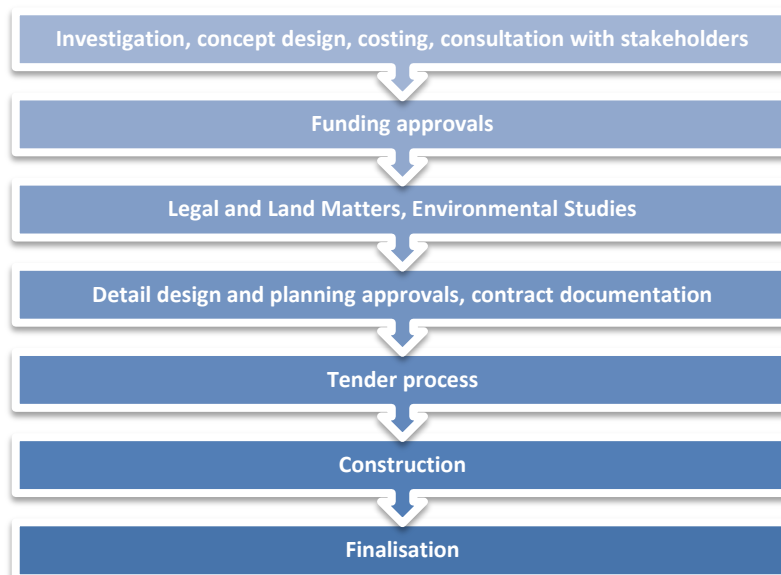 Investigation, concept design, costing, consultation with stakeholders
Funding approvals
Legal and Land Matters, Environmental Studies
Detail design and planning approvals, contract documentation
Tender process
Construction
Finalisation